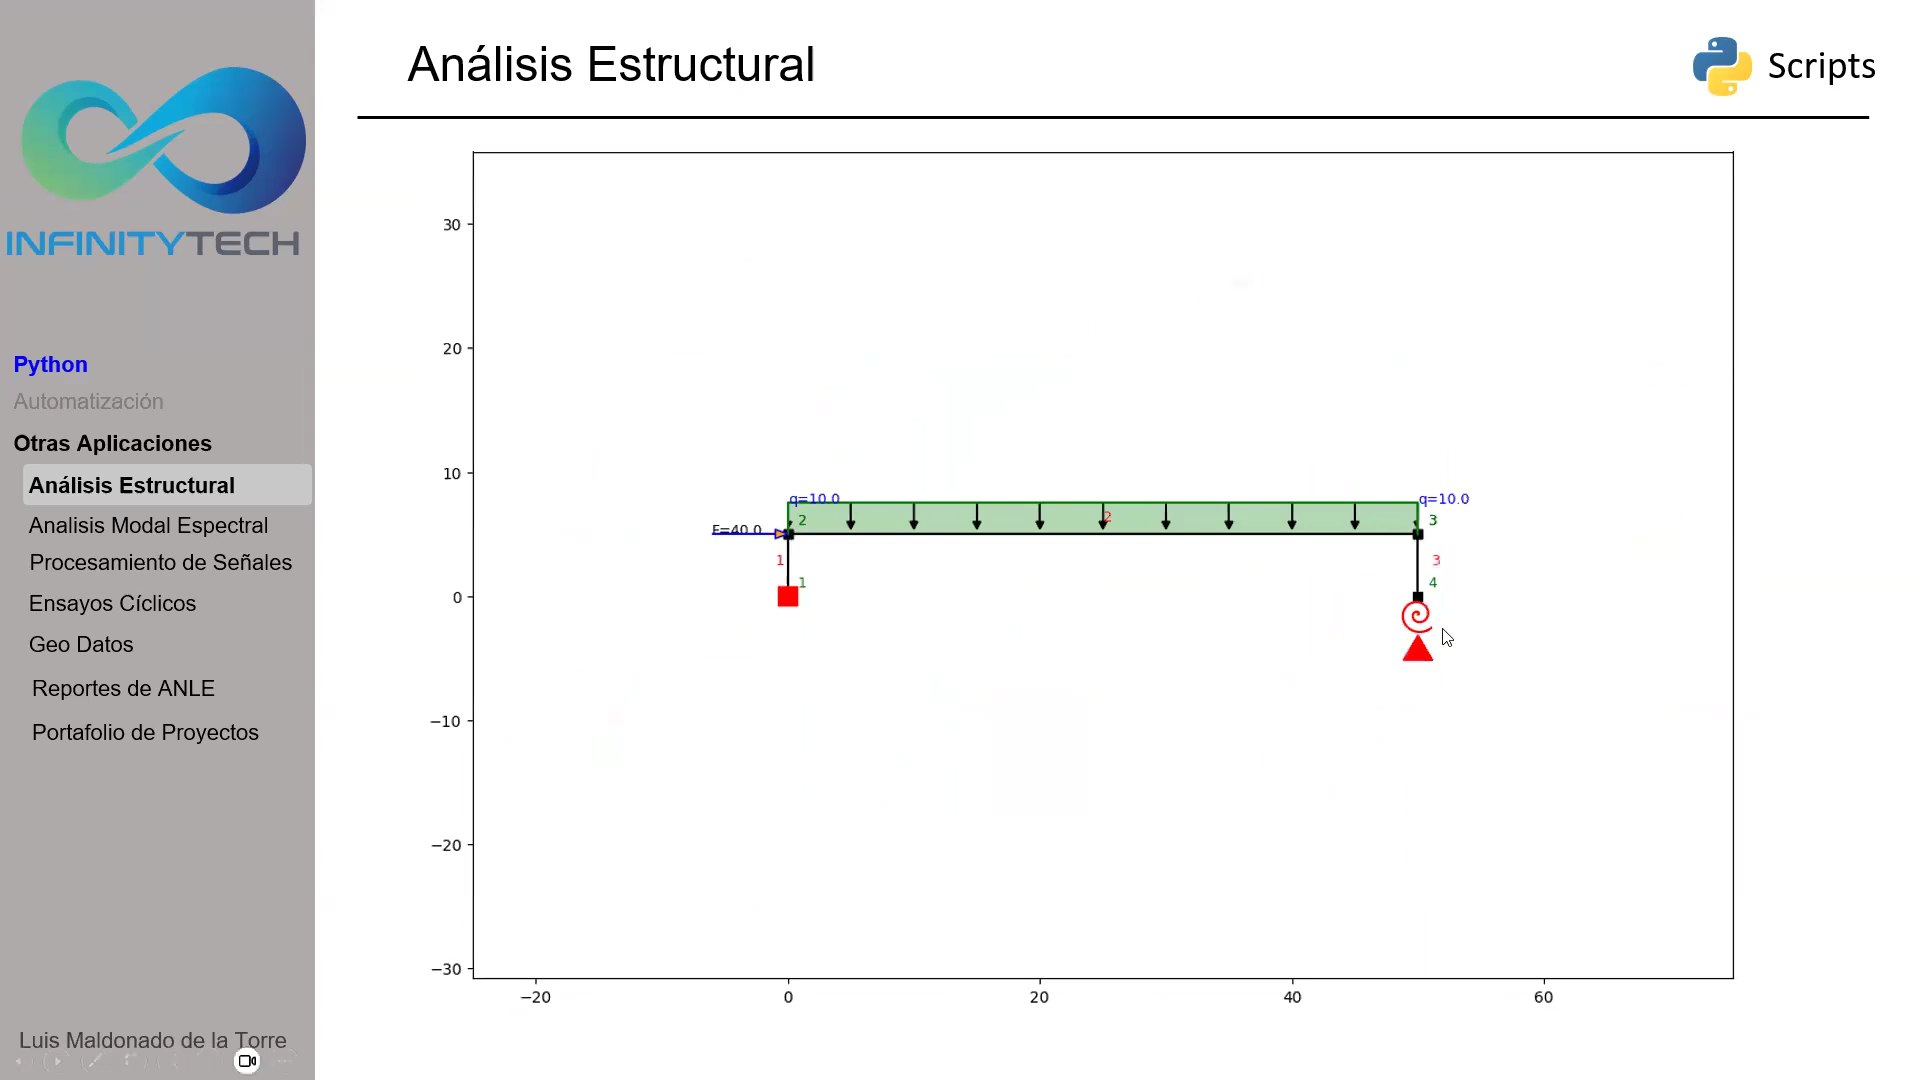 INFINITYTECH
Python
Automatización
Otras Aplicaciones
Análisis Estructural
Analisis Modal Espectral
Procesamiento de Señales
Ensayos Cíclicos
Geo Datos
Reportes de ANLE
Portafolio de Proyectos
Luis Maldonado de la Torre
Análisis Estructural
Scripts
30
20
10
0
−10
−20
−30
q=10.0
q=10.0
2
2
3
F=40.0
1
3
1
4
−20
0
20
40
60